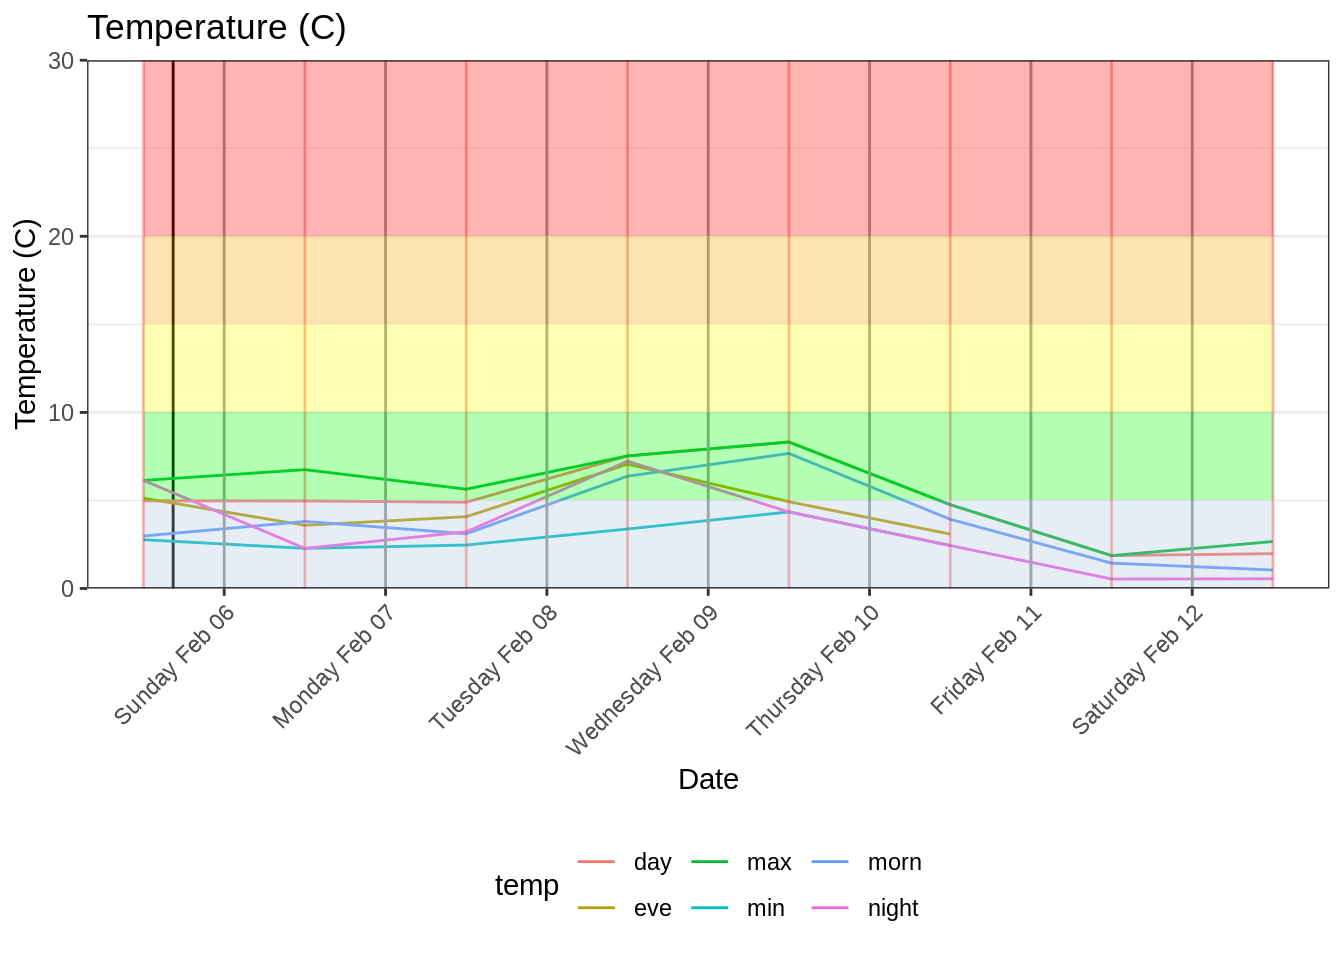 Temperature (C)
30
20
10
0
Temperature (C)
Sunday Feb 06
Monday Feb 07
Tuesday Feb 08
Wednesday Feb 09
Thursday Feb 10
Friday Feb 11
Saturday Feb 12
Date
temp
day
max
morn
eve
min
night